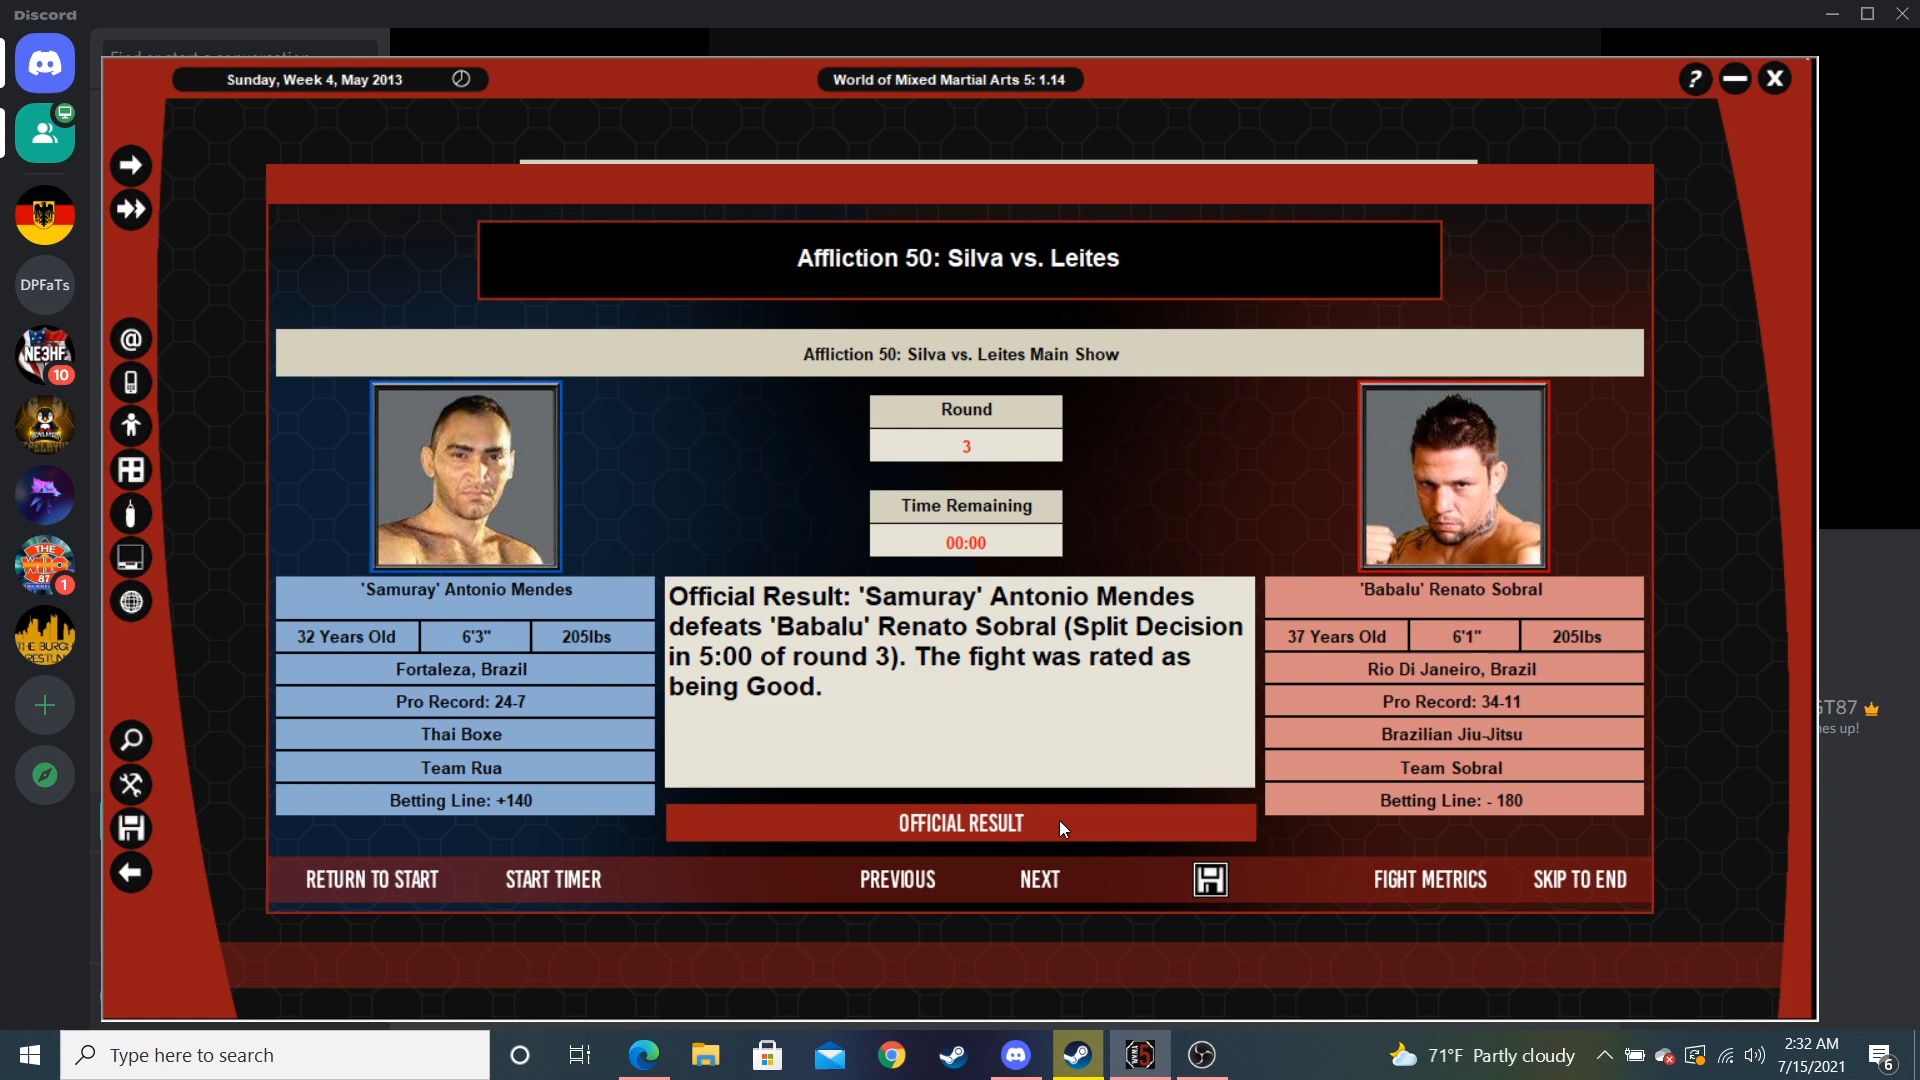 Discord
Sunday, Week 4, May 2013
World of Mixed Martial Arts 5: 1.14
?
X
@
DPFaTs
NE3HF
10
THE
WHO
87
1
Affliction 50: Silva vs. Leites
Affliction 50: Silva vs. Leites Main Show
Round
3
Time Remaining
00:00
'Samuray' Antonio Mendes
32 Years Old
6'3"
205lbs
Fortaleza, Brazil
Pro Record: 24-7
Thai Boxe
Team Rua
Betting Line: +140
Official Result: 'Samuray' Antonio Mendes
defeats 'Babalu' Renato Sobral (Split Decision
in 5:00 of round 3). The fight was rated as
being Good.
'Babalu' Renato Sobral
37 Years Old
6'1"
205lbs
Rio Di Janeiro, Brazil
Pro Record: 34-11
Brazilian Jiu-Jitsu
Team Sobral
Betting Line: - 180
OFFICIAL RESULT
RETURN TO START
START TIMER
PREVIOUS
NEXT
FIGHT METRICS
SKIP TO END
GT87
es up!
Type here to search
71°F Partly cloudy
2:32 AM
7/15/2021
6